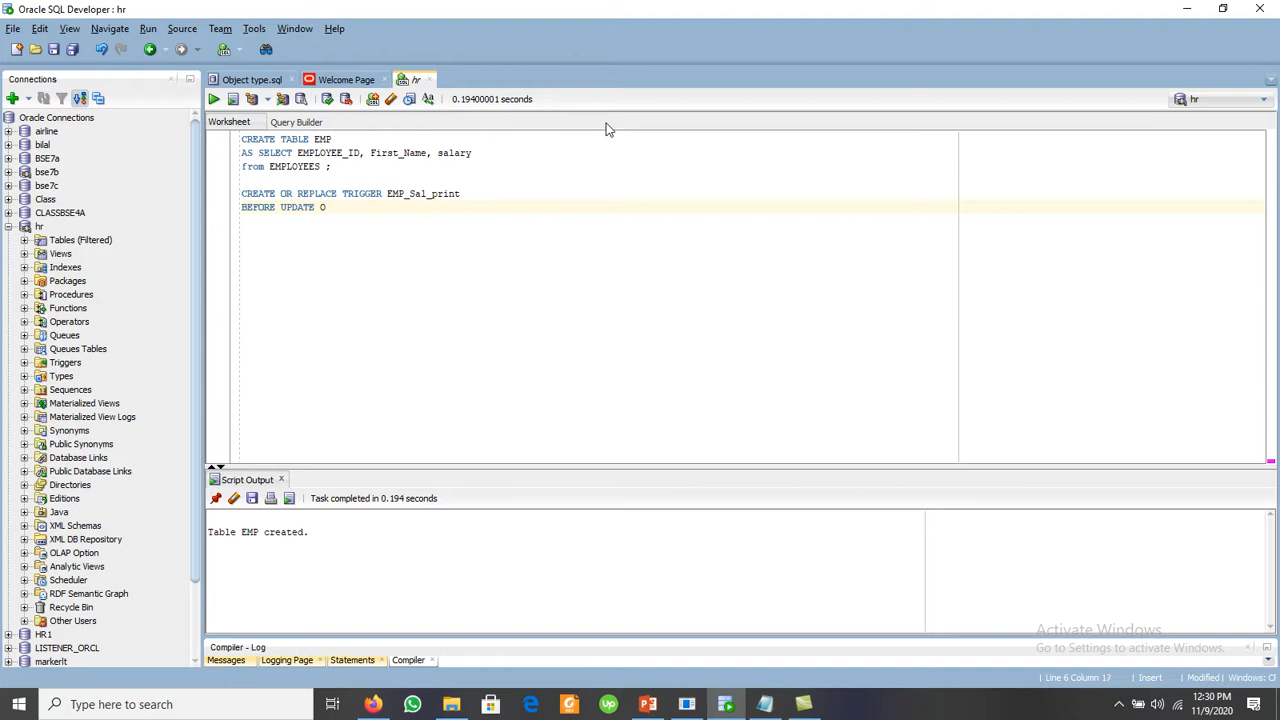 Oracle SQL Developer : hr
File Edit View Navigate Run Source Team Tools Window Help
Connections
Object type.sql
Welcome Page
hr
0.19400001 seconds
hr
Worksheet
Query Builder
Oracle Connections
airline
bilal
BSE7a
bse7b
bse7c
Class
CLASSBSE4A
hr
Tables (Filtered)
Views
Indexes
Packages
Procedures
Functions
Operators
Queues
Queues Tables
Triggers
Types
Sequences
Materialized Views
Materialized View Logs
Synonyms
Public Synonyms
Database Links
Public Database Links
Directories
Editions
Java
XML Schemas
XML DB Repository
OLAP Option
Analytic Views
Scheduler
RDF Semantic Graph
Recycle Bin
Other Users
HR1
LISTENER_ORCL
markerlt
CREATE TABLE EMP
AS SELECT EMPLOYEE_ID, First_Name, salary
from EMPLOYEES ;
CREATE OR REPLACE TRIGGER EMP_Sal_print
BEFORE UPDATE O
Script Output
Task completed in 0.194 seconds
Table EMP created.
Activate Windows
Go to Settings to activate Windows.
Compiler - Log
Messages
Logging Page
Statements
Compiler
Line 6 Column 17
Insert
Modified
Windows: C
Type here to search
12:30 PM
11/9/2020